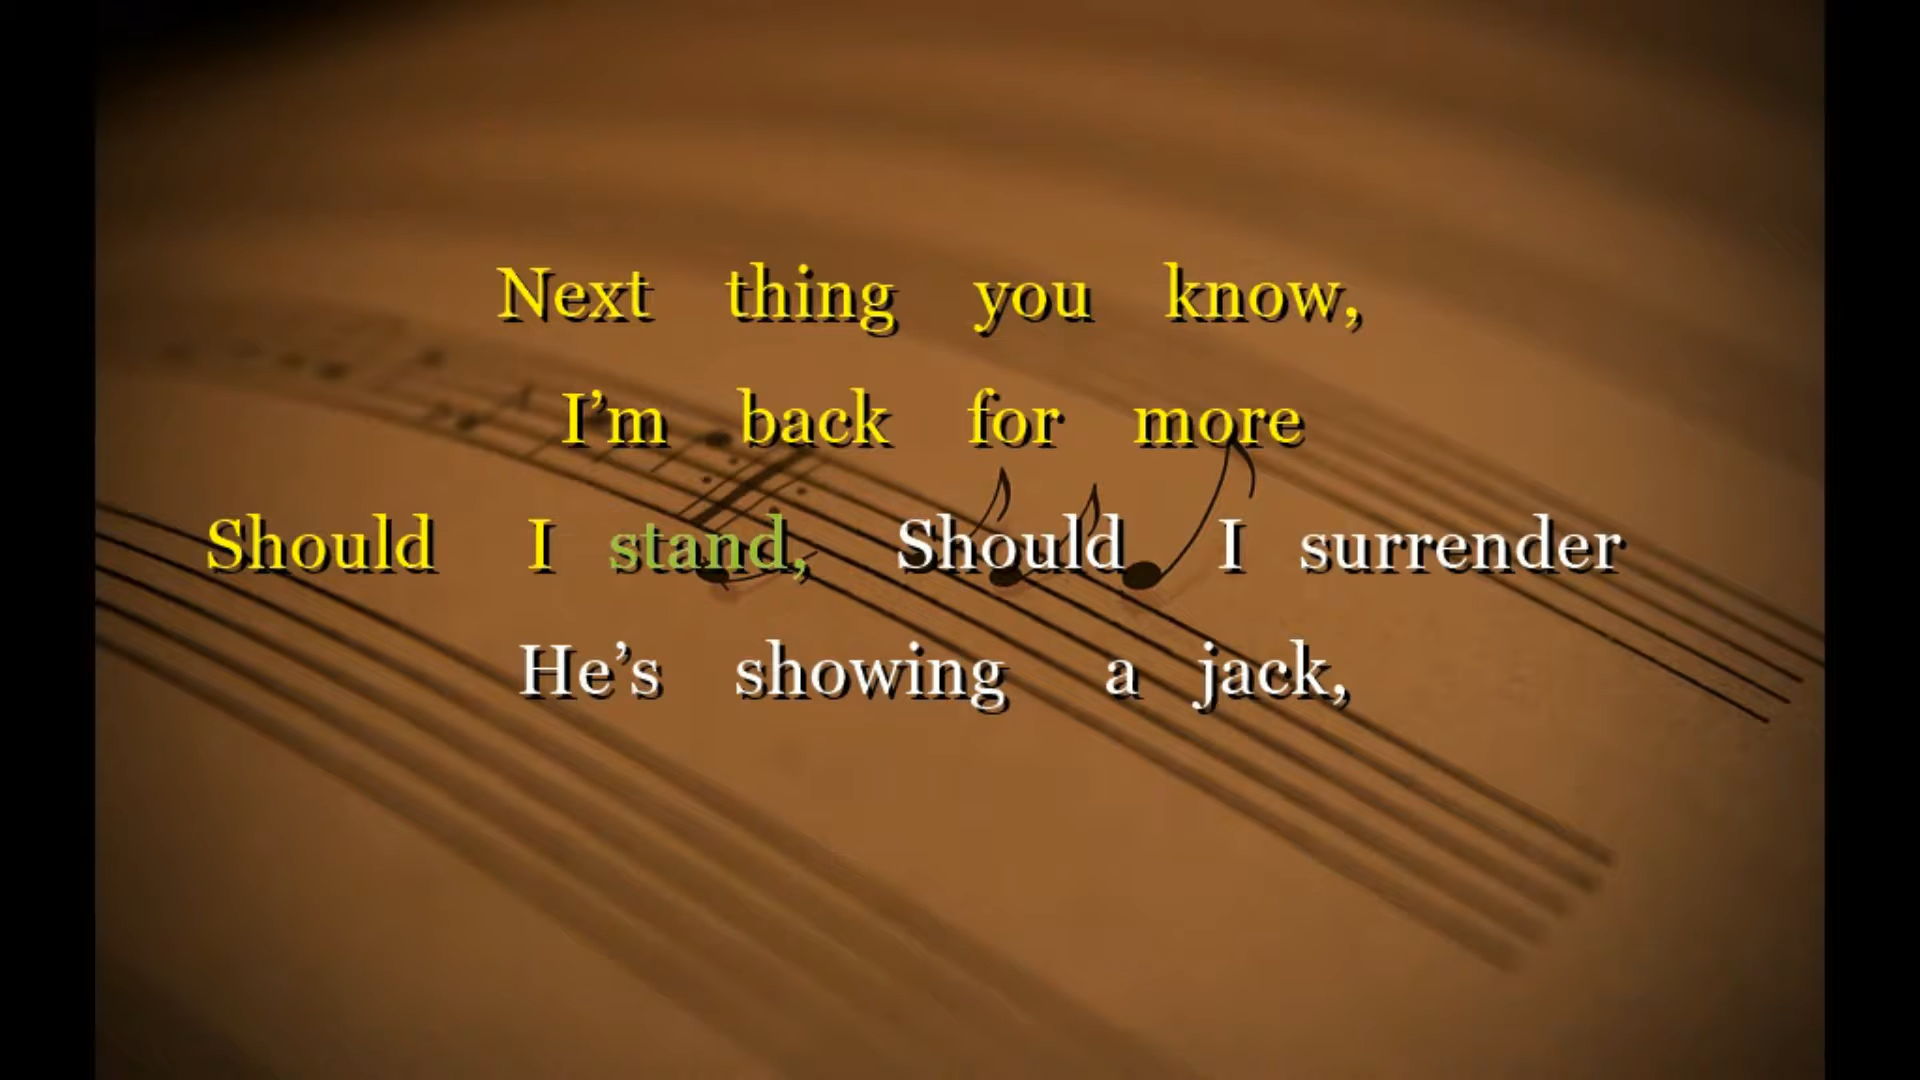 Next thing you know,
I’m back for more
Should I stand, Should I surrender
He’s showing a jack,